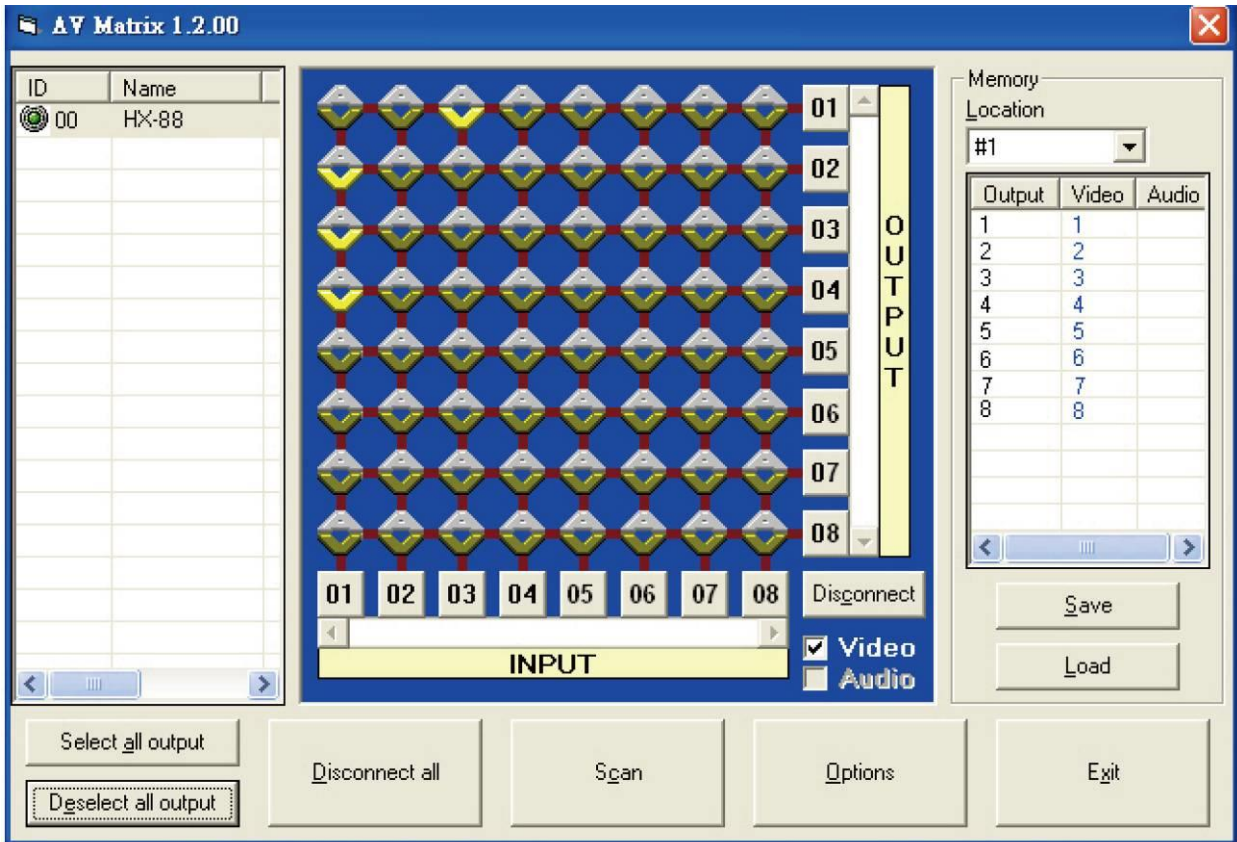 AV Matrix 1.2.00
ID Name
00 HX-88
01
02
03
04
05
06
07
08
OUTPUT
01 02 03 04 05 06 07 08
Disconnect
INPUT
Video
Audio
Memory
Location
#1
Output Video Audio
1 1
2 2
3 3
4 4
5 5
6 6
7 7
8 8
Save
Load
Select all output
Deselect all output
Disconnect all
Scan
Options
Exit